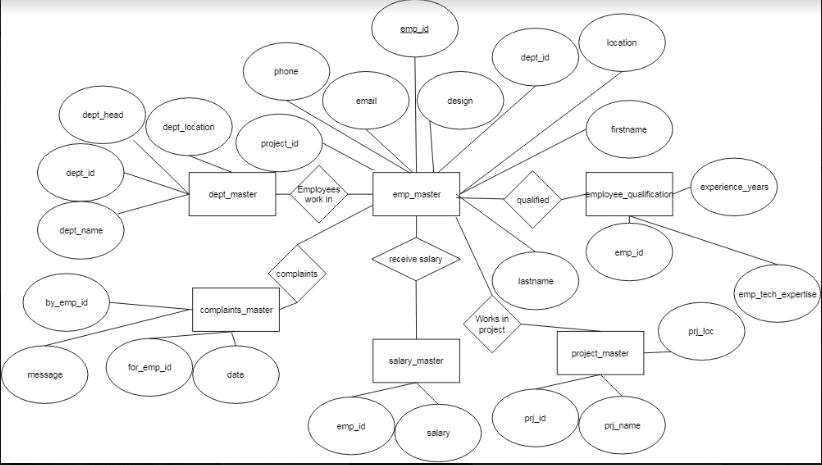 emp_id
location
dept_id
phone
email
design
dept_head
dept_location
firstname
project_id
dept_id
experience_years
dept_master
Employees
work in
emp_master
qualified
employee_qualification
dept_name
emp_id
receive salary
complaints
lastname
emp_tech_expertise
by_emp_id
complaints_master
Works in
project
prj_loc
project_master
salary_master
message
for_emp_id
date
prj_id
prj_name
emp_id
salary